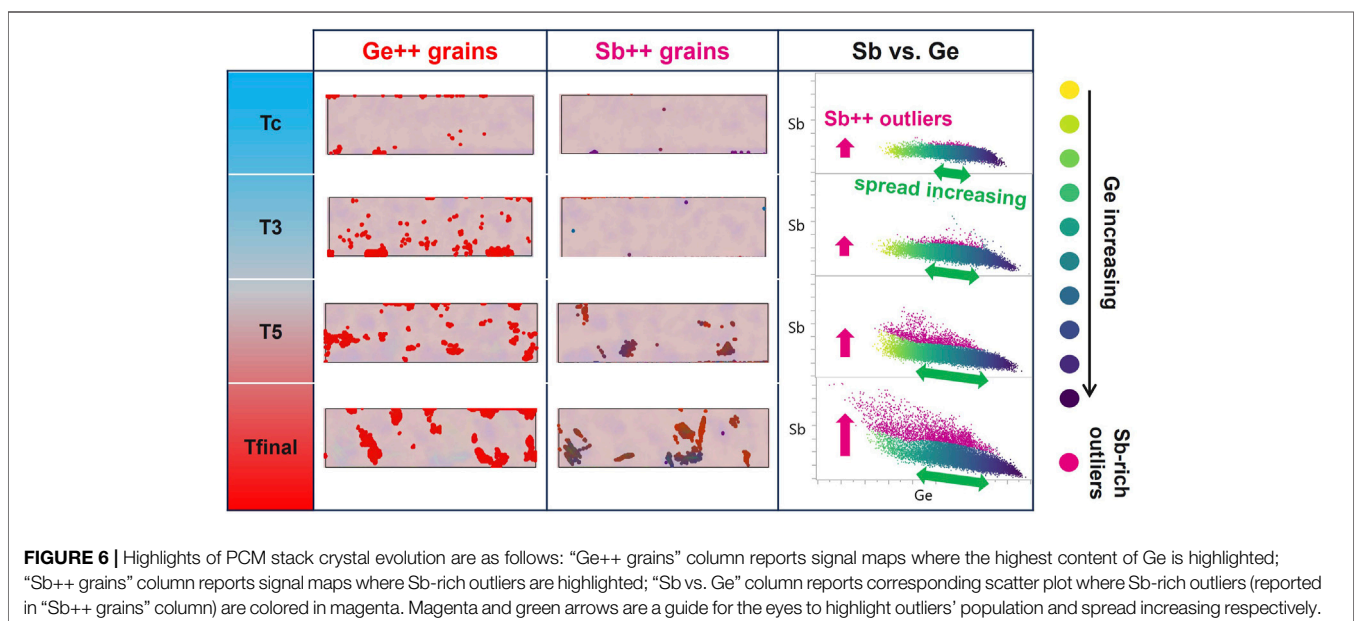 Ge++ grains
Sb++ grains
Sb vs. Ge
Tc
Sb
Sb++ outliers
T3
Sb
spread increasing
T5
Sb
Tfinal
Sb
Ge
Ge increasing
Sb-rich
outliers
FIGURE 6 | Highlights of PCM stack crystal evolution are as follows: “Ge++ grains” column reports signal maps where the highest content of Ge is highlighted;
“Sb++ grains” column reports signal maps where Sb-rich outliers are highlighted; “Sb vs. Ge” column reports corresponding scatter plot where Sb-rich outliers (reported
in “Sb++ grains” column) are colored in magenta. Magenta and green arrows are a guide for the eyes to highlight outliers’ population and spread increasing respectively.